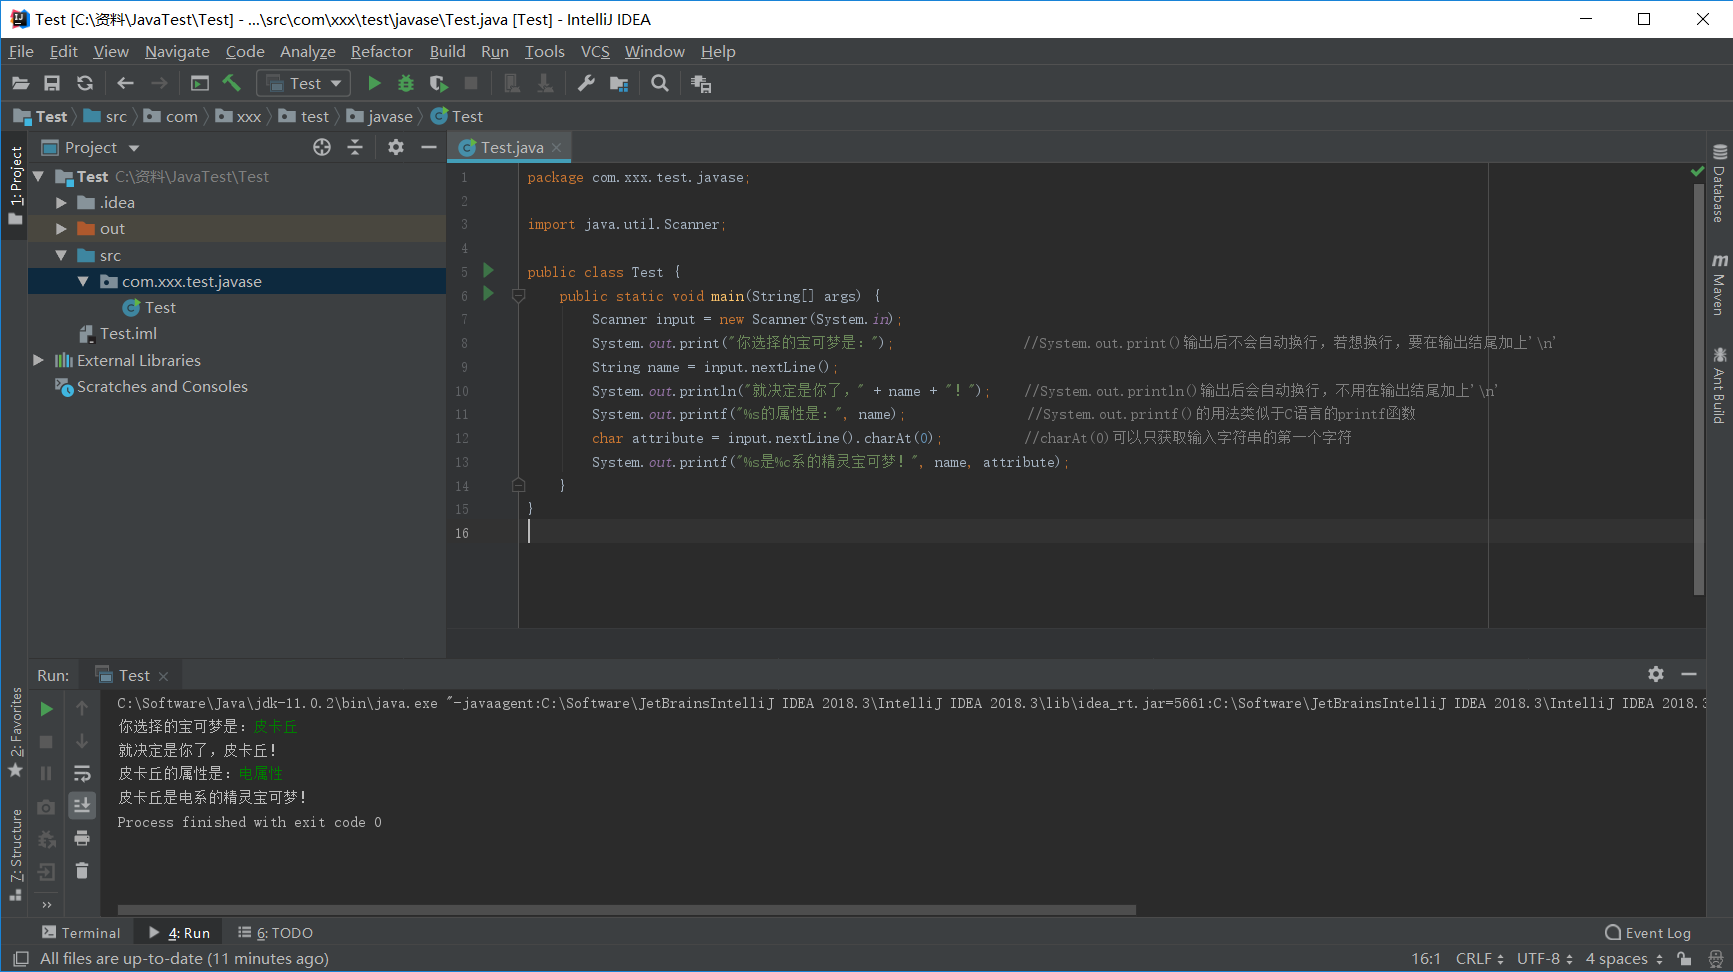 Test [C:\资料\JavaTest\Test] - ...\src\com\xxx\test\javase\Test.java [Test] - IntelliJ IDEA
File Edit View Navigate Code Analyze Refactor Build Run Tools VCS Window Help
Test
Test src com xxx test javase Test
1: Project
Project
Test C:\资料\JavaTest\Test
.idea
out
src
com.xxx.test.javase
Test
Test.iml
External Libraries
Scratches and Consoles
Test.java
1 package com.xxx.test.javase;
2
3 import java.util.Scanner;
4
5 public class Test {
6 public static void main(String[] args) {
7 Scanner input = new Scanner(System.in);
8 System.out.print("你选择的宝可梦是："); //System.out.print()输出后不会自动换行，若想换行，要在输出结尾加上'\n'
9 String name = input.nextLine();
10 System.out.println("就决定是你了，" + name + "！"); //System.out.println()输出后会自动换行，不用在输出结尾加上'\n'
11 System.out.printf("%s的属性是：", name); //System.out.printf()的用法类似于C语言的printf函数
12 char attribute = input.nextLine().charAt(0); //charAt(0)可以只获取输入字符串的第一个字符
13 System.out.printf("%s是%c系的精灵宝可梦！", name, attribute);
14 }
15 }
16
Database
Maven
Ant Build
2: Favorites
Z: Structure
Run: Test
C:\Software\Java\jdk-11.0.2\bin\java.exe "-javaagent:C:\Software\JetBrainsIntelliJ IDEA 2018.3\IntelliJ IDEA 2018.3\lib\idea_rt.jar=5661:C:\Software\JetBrainsIntelliJ IDEA 2018.3\IntelliJ IDEA 2018.3
你选择的宝可梦是：皮卡丘
就决定是你了，皮卡丘！
皮卡丘的属性是：电属性
皮卡丘是电系的精灵宝可梦！
Process finished with exit code 0
Terminal 4: Run 6: TODO Event Log
All files are up-to-date (11 minutes ago) 16:1 CRLF UTF-8 4 spaces